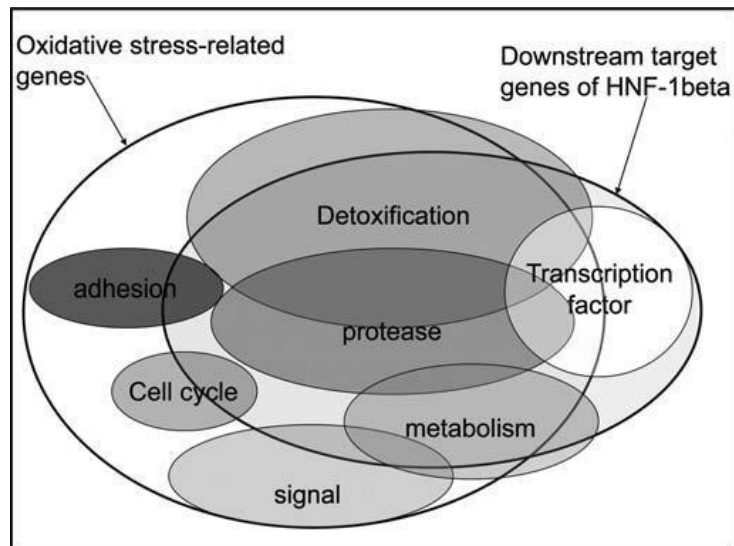 Oxidative stress-related
genes
Downstream target
genes of HNF-1beta
Detoxification
Transcription
factor
adhesion
protease
Cell cycle
metabolism
signal